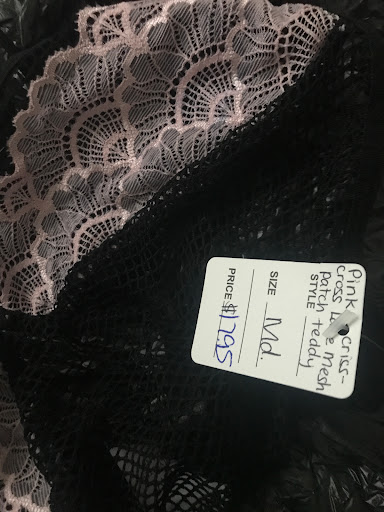 Pink criss-
cross mesh
patch teddy
STYLE
SIZE Md.
PRICE $17.95